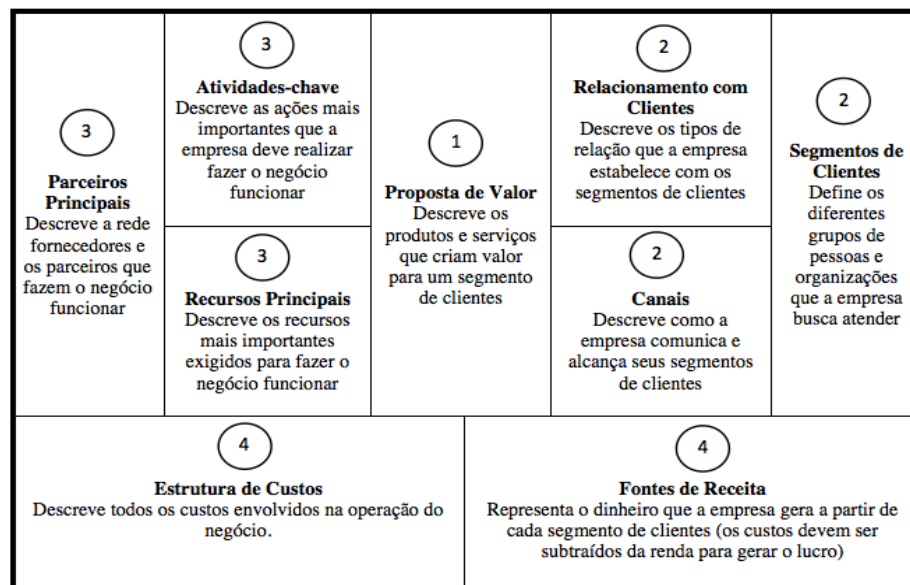 3
Parceiros
Principais
Descreve a rede
fornecedores e
os parceiros que
fazem o negócio
funcionar
3
Atividades-chave
Descreve as ações mais
importantes que a
empresa deve realizar
fazer o negócio
funcionar
3
Recursos Principais
Descreve os recursos
mais importantes
exigidos para fazer o
negócio funcionar
1
Proposta de Valor
Descreve os
produtos e serviços
que criam valor
para um segmento
de clientes
2
Relacionamento com
Clientes
Descreve os tipos de
relação que a empresa
estabelece com os
segmentos de clientes
2
Canais
Descreve como a
empresa comunica e
alcança seus segmentos
de clientes
2
Segmentos de
Clientes
Define os
diferentes
grupos de
pessoas e
organizações
que a empresa
busca atender
4
Estrutura de Custos
Descreve todos os custos envolvidos na operação do
negócio.
4
Fontes de Receita
Representa o dinheiro que a empresa gera a partir de
cada segmento de clientes (os custos devem ser
subtraídos da renda para gerar o lucro)